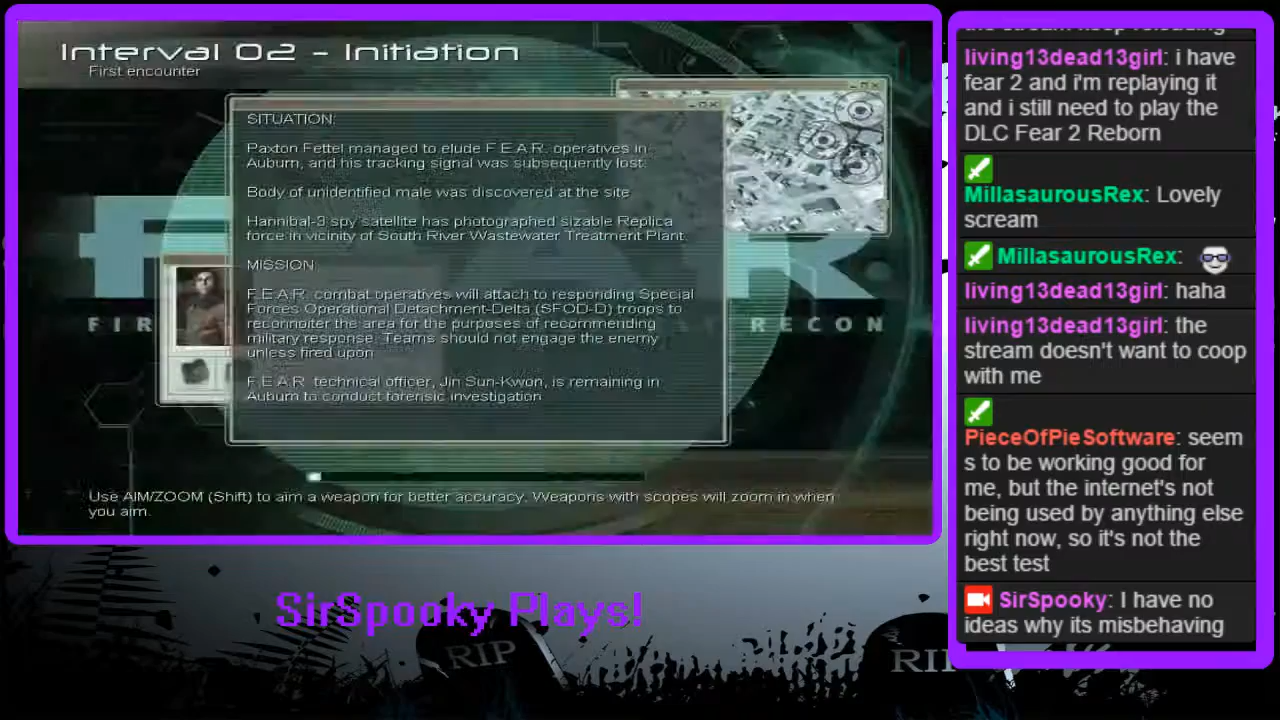 Interval 02 - Initiation
First encounter
SITUATION:
Paxton Fettel managed to elude F.E.A.R. operatives in
Auburn, and his tracking signal was subsequently lost.
Body of unidentified male was discovered at the site
Hannibal-3 spy satellite has photographed sizable Replica
force in vicinity of South River Wastewater Treatment Plant.
MISSION:
F.E.A.R. combat operatives will attach to responding Special
Forces Operational Detachment-Delta (SFOD-D) troops to
reconnoiter the area for the purposes of recommending
military response. Teams should not engage the enemy
unless fired upon
F.E.A.R. technical officer, Jin Sun-Kwon, is remaining in
Auburn to conduct forensic investigation
FIR
RECON
Use AIM/ZOOM (Shift) to aim a weapon for better accuracy. Weapons with scopes will zoom in when
you aim.
SirSpooky Plays!
RIP
RIP
living13dead13girl: i have
fear 2 and i'm replaying it
and i still need to play the
DLC Fear 2 Reborn
MillasaurousRex: Lovely
scream
MillasaurousRex:
living13dead13girl: haha
living13dead13girl: the
stream doesn't want to coop
with me
PieceOfPieSoftware: seem
s to be working good for
me, but the internet's not
being used by anything else
right now, so it's not the
best test
SirSpooky: I have no
ideas why its misbehaving